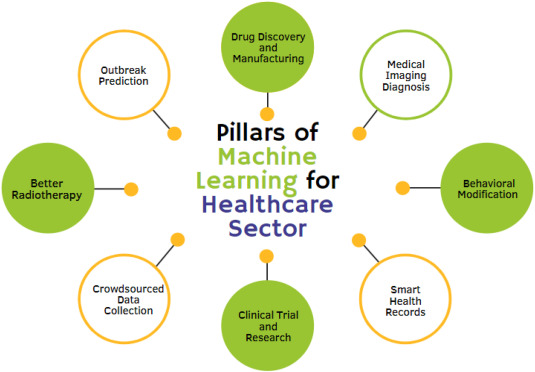 Drug Discovery
and
Manufacturing
Outbreak
Prediction
Medical
Imaging
Diagnosis
Pillars of
Machine
Learning for
Healthcare
Sector
Better
Radiotherapy
Behavioral
Modification
Crowdsourced
Data
Collection
Clinical Trial
and
Research
Smart
Health
Records